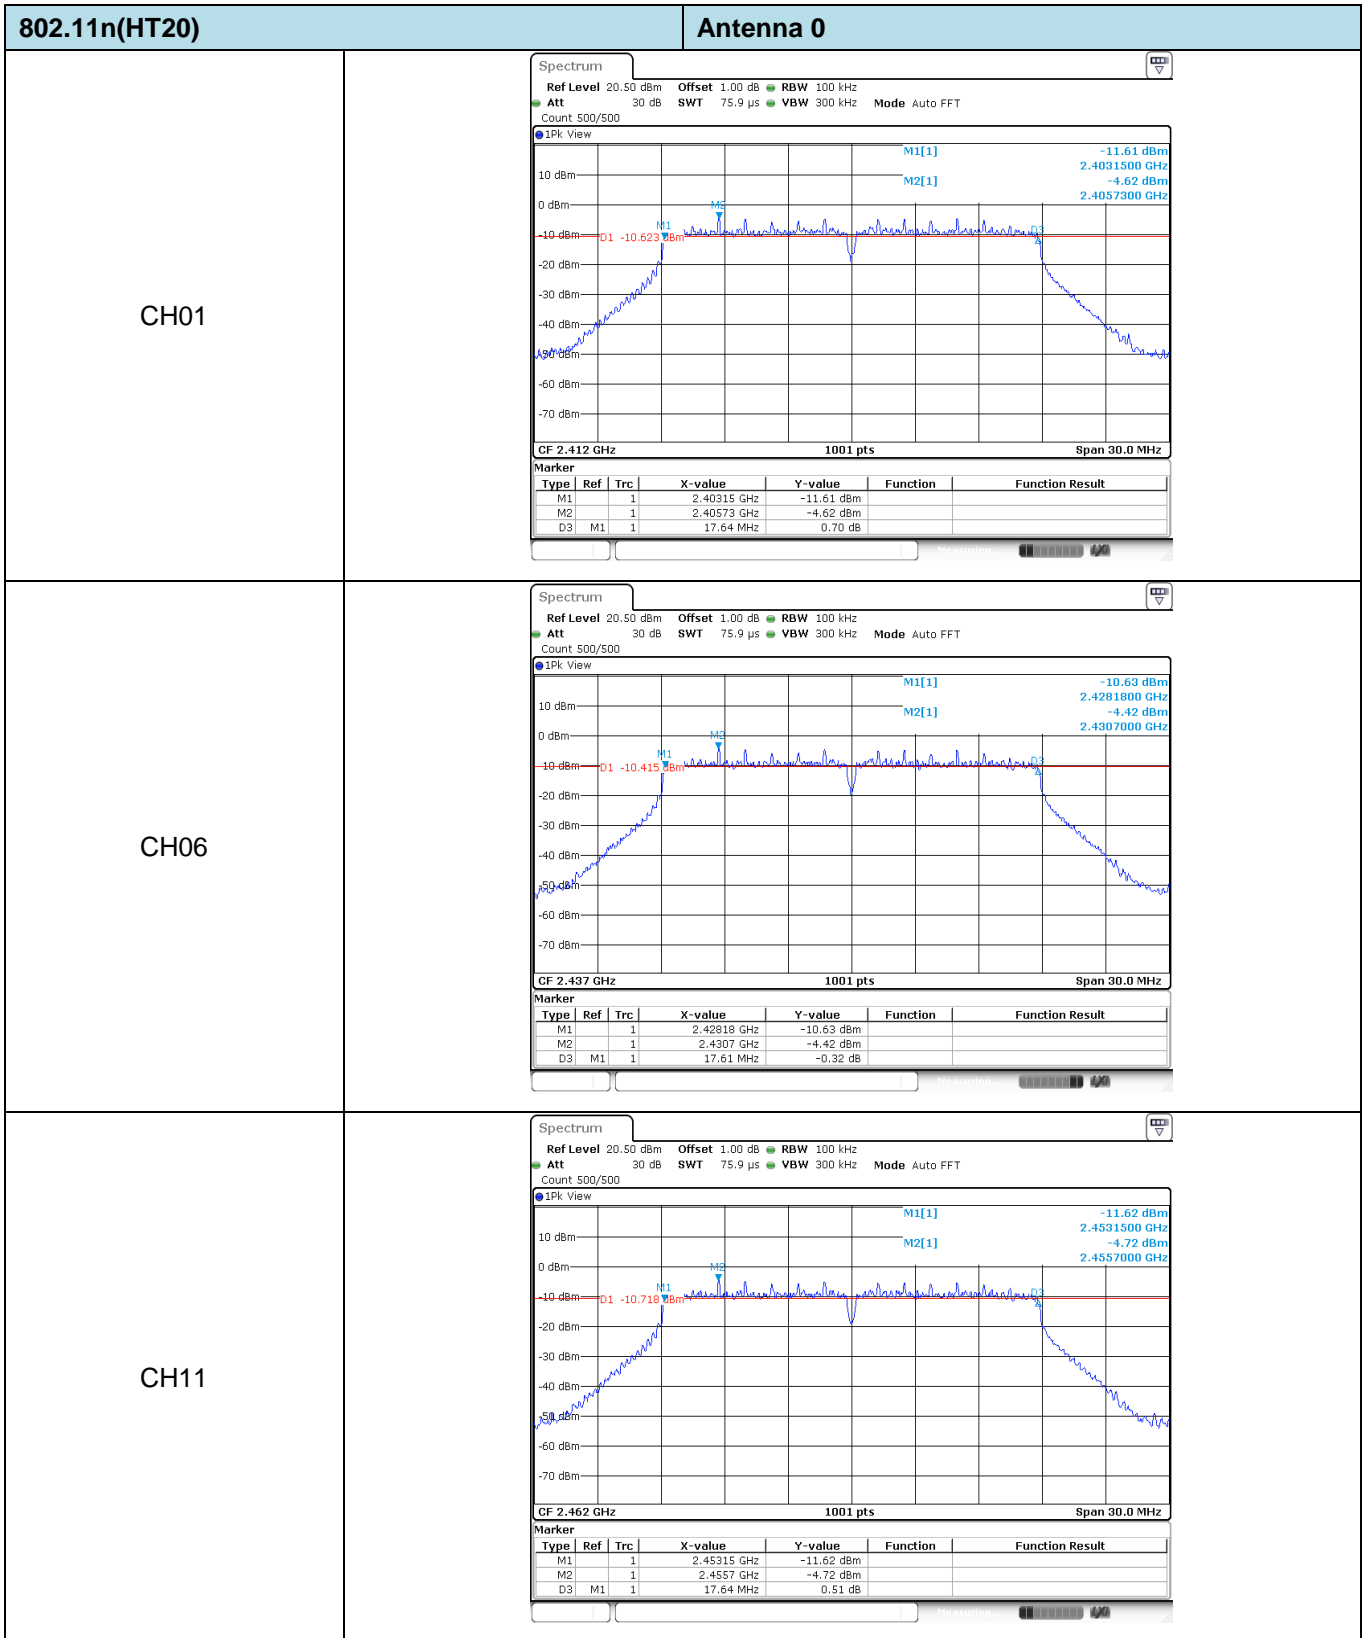 802.11n(HT20) Antenna 0
CH01
Spectrum
Ref Level 20.50 dBm Offset 1.00 dB RBW 100 kHz
Att 30 dB SWT 75.9 µs VBW 300 kHz Mode Auto FFT
Count 500/500
1Pk View
M1[1] -11.61 dBm
2.4031500 GHz
10 dBm
M2[1] -4.62 dBm
2.4057300 GHz
0 dBm
M2
M1
D3
-10 dBm
D1 -10.623 dBm
-20 dBm
-30 dBm
-40 dBm
-50 dBm
-60 dBm
-70 dBm
CF 2.412 GHz 1001 pts Span 30.0 MHz
Marker
Type Ref Trc X-value Y-value Function Function Result
M1 1 2.40315 GHz -11.61 dBm
M2 1 2.40573 GHz -4.62 dBm
D3 M1 1 17.64 MHz 0.70 dB
Measuring
LXI
CH06
Spectrum
Ref Level 20.50 dBm Offset 1.00 dB RBW 100 kHz
Att 30 dB SWT 75.9 µs VBW 300 kHz Mode Auto FFT
Count 500/500
1Pk View
M1[1] -10.63 dBm
2.4281800 GHz
10 dBm
M2[1] -4.42 dBm
2.4307000 GHz
0 dBm
M2
M1
D3
-10 dBm
D1 -10.415 dBm
-20 dBm
-30 dBm
-40 dBm
-50 dBm
-60 dBm
-70 dBm
CF 2.437 GHz 1001 pts Span 30.0 MHz
Marker
Type Ref Trc X-value Y-value Function Function Result
M1 1 2.42818 GHz -10.63 dBm
M2 1 2.4307 GHz -4.42 dBm
D3 M1 1 17.61 MHz -0.32 dB
Measuring
LXI
CH11
Spectrum
Ref Level 20.50 dBm Offset 1.00 dB RBW 100 kHz
Att 30 dB SWT 75.9 µs VBW 300 kHz Mode Auto FFT
Count 500/500
1Pk View
M1[1] -11.62 dBm
2.4531500 GHz
10 dBm
M2[1] -4.72 dBm
2.4557000 GHz
0 dBm
M2
M1
D3
-10 dBm
D1 -10.718 dBm
-20 dBm
-30 dBm
-40 dBm
-50 dBm
-60 dBm
-70 dBm
CF 2.462 GHz 1001 pts Span 30.0 MHz
Marker
Type Ref Trc X-value Y-value Function Function Result
M1 1 2.45315 GHz -11.62 dBm
M2 1 2.4557 GHz -4.72 dBm
D3 M1 1 17.64 MHz 0.51 dB
Measuring
LXI